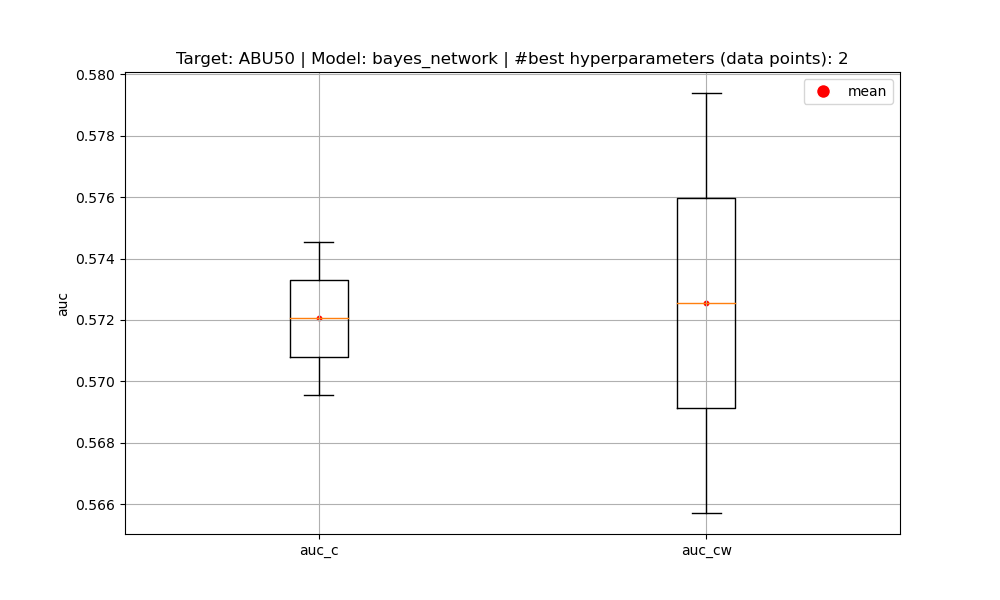 Target: ABU50 | Model: bayes_network | #best hyperparameters (data points): 2
0.580
mean
0.578
0.576
0.574
auc
0.572
0.570
0.568
0.566
auc_c
auc_cw